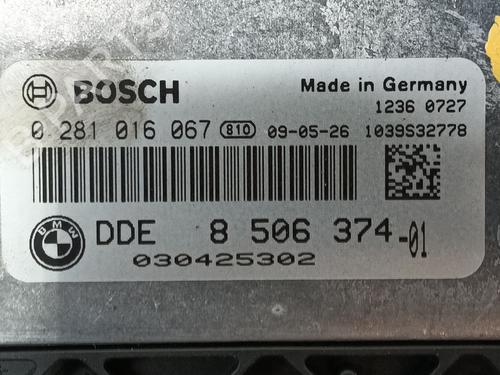 BOSCH
Made in Germany
1236 0727
0 281 016 067 810 09-05-26 1039S32778
BMW
DDE 8 506 374-01
030425302